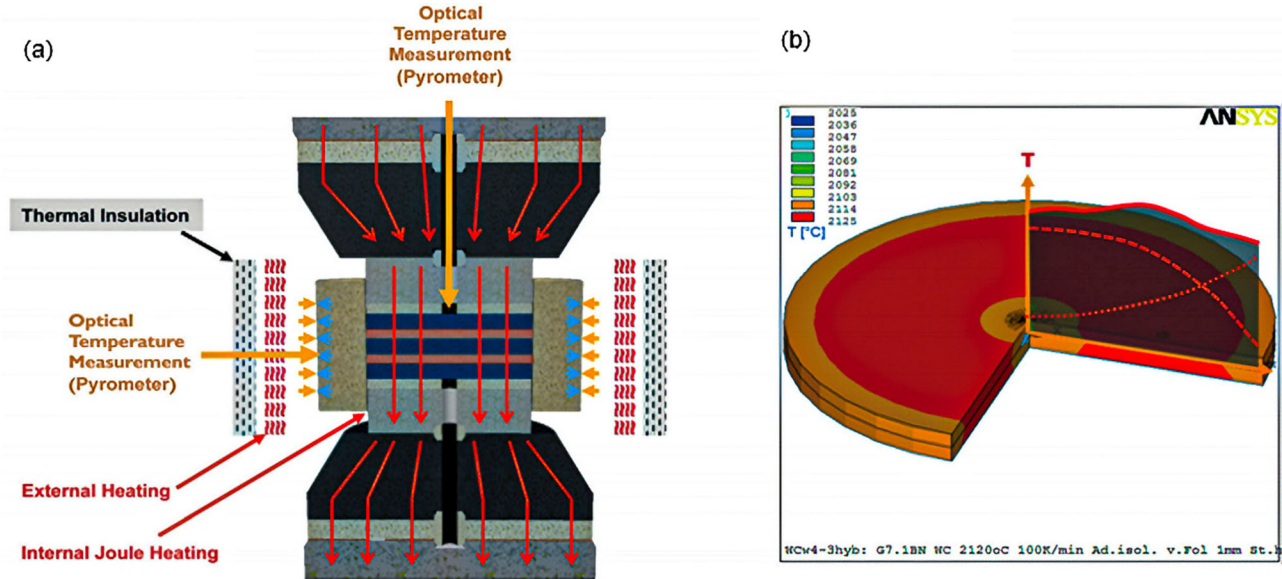 (a)
Optical
Temperature
Measurement
(Pyrometer)
Thermal Insulation
Optical
Temperature
Measurement
(Pyrometer)
External Heating
Internal Joule Heating
(b)
ANSYS
2025
2036
2047
2058
2069
2081
2092
2103
2114
2125
T [°C]
T
WCw4-3hyb: G7.1BN WC 2120oC 100K/min Ad.isol. v.Fol 1mm St.h